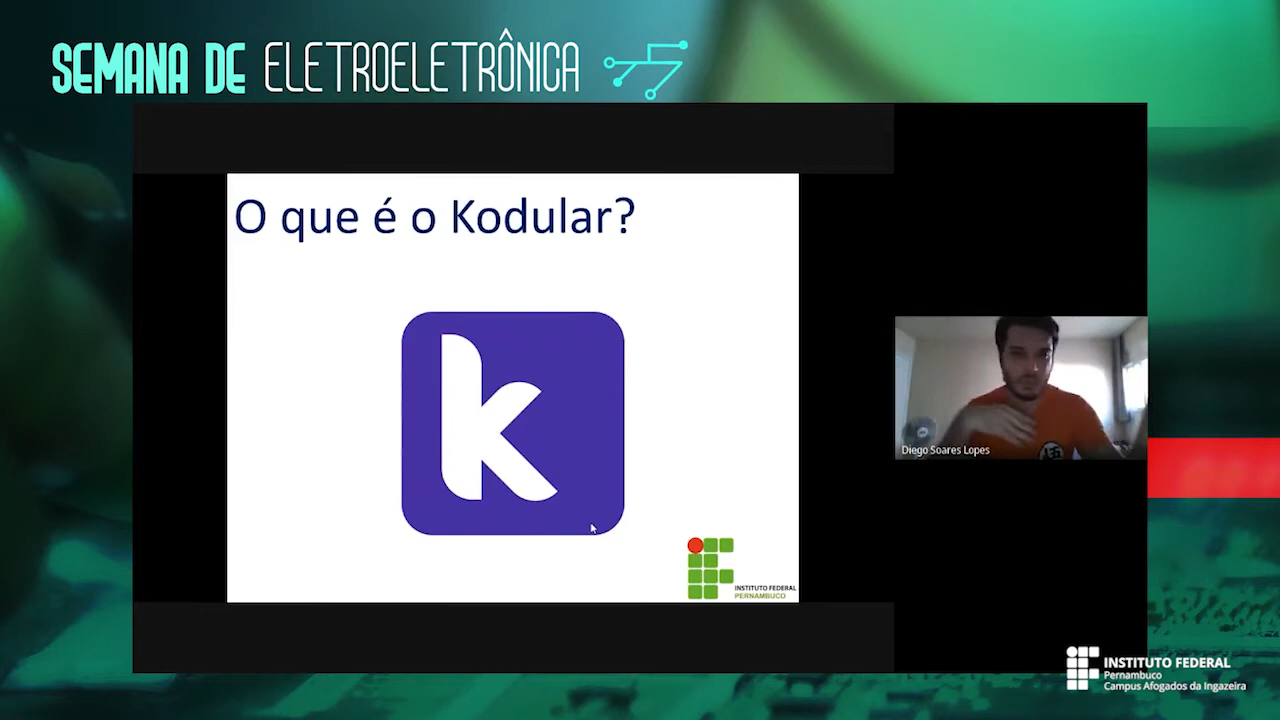 SEMANA DE ELETROELETRÔNICA
O que é o Kodular?
k
INSTITUTO FEDERAL
PERNAMBUCO
Diego Soares Lopes
INSTITUTO FEDERAL
Pernambuco
Campus Afogados da Ingazeira